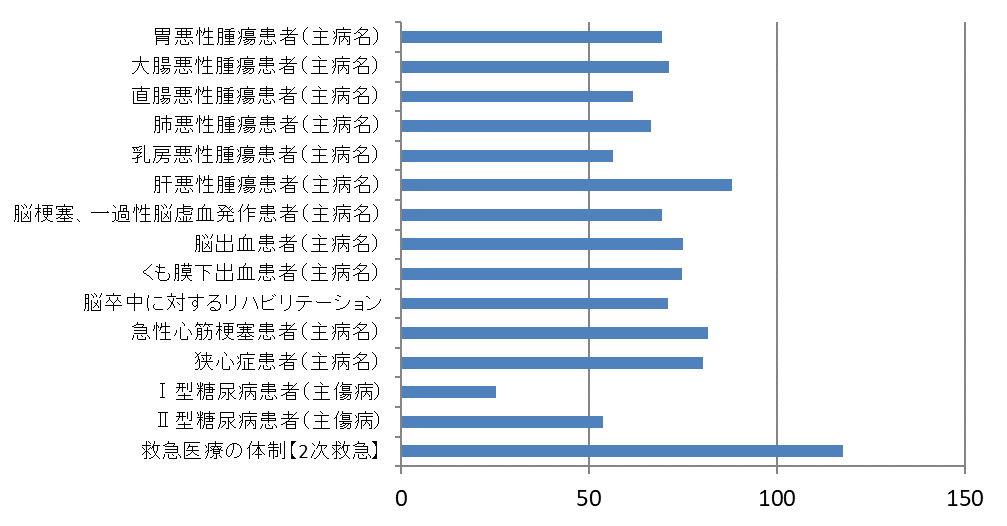 胃悪性腫瘍患者（主病名）
大腸悪性腫瘍患者（主病名）
直腸悪性腫瘍患者（主病名）
肺悪性腫瘍患者（主病名）
乳房悪性腫瘍患者（主病名）
肝悪性腫瘍患者（主病名）
脳梗塞、一過性脳虚血発作患者（主病名）
脳出血患者（主病名）
くも膜下出血患者（主病名）
脳卒中に対するリハビリテーション
急性心筋梗塞患者（主病名）
狭心症患者（主病名）
Ⅰ型糖尿病患者（主傷病）
Ⅱ型糖尿病患者（主傷病）
救急医療の体制【2次救急】
0 50 100 150